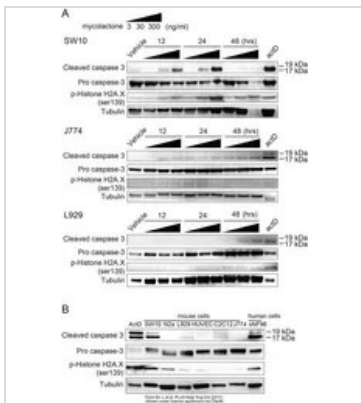 A
mycolactone
3 30 300 (ng/ml)
SW10
Vehicle 12 24 48 (hrs) actD
Cleaved caspase 3
19 kDa
17 kDa
Pro caspase 3
p-Histone H2A.X
(ser139)
Tubulin
J774
Vehicle 12 24 48 (hrs) actD
Cleaved caspase 3
19 kDa
17 kDa
Pro caspase-3
p-Histone H2A.X
(ser139)
Tubulin
L929
Vehicle 12 24 48 (hrs) actD
Cleaved caspase 3
19 kDa
17 kDa
Pro caspase-3
p-Histone H2A.X
(ser139)
Tubulin
B
mouse cells human cells
ActD SW10 N2a L929 HUVEC C2C12 J774
Cleaved caspase 3
19 kDa
17 kDa
Pro caspase-3
p-Histone H2A.X
(ser139)
Tubulin